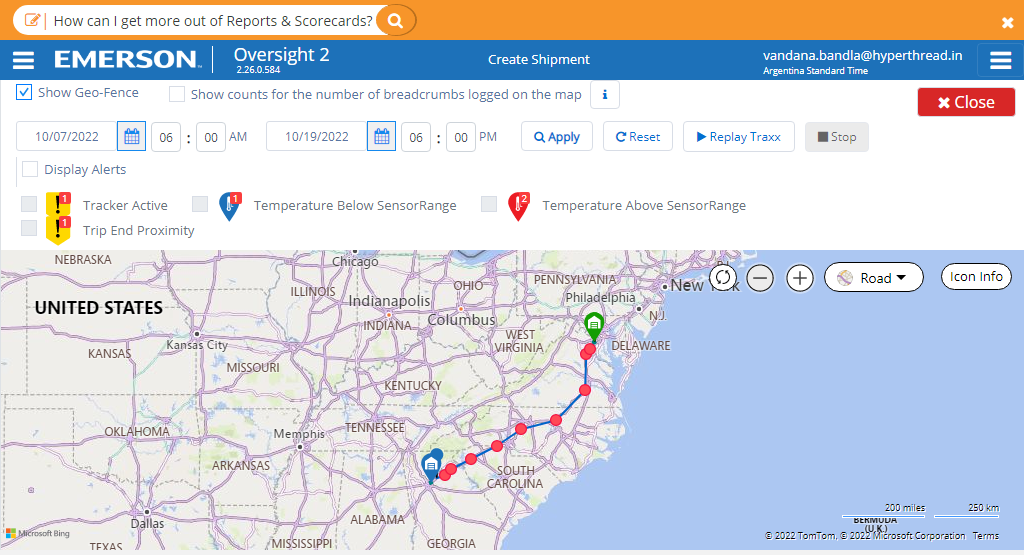 How can I get more out of Reports & Scorecards?
EMERSON Oversight 2
2.26.0.584
Create Shipment
vandana.bandla@hyperthread.in
Argentina Standard Time
Show Geo-Fence Show counts for the number of breadcrumbs logged on the map i
Close
10/07/2022 06 : 00 AM 10/19/2022 06 : 00 PM Apply Reset Replay Traxx Stop
Display Alerts
1 Tracker Active 1 Temperature Below SensorRange 2 Temperature Above SensorRange
1 Trip End Proximity
NEBRASKA
Chicago
PENNSYLVANIA
OHIO
ILLINOIS
Indianapolis
Philadelphia
New
Road
Icon Info
UNITED STATES
Columbus
INDIANA
N.J.
WEST
VIRGINIA
DELAWARE
Kansas City
KANSAS
MISSOURI
KENTUCKY
OKLAHOMA
Memphis
TENNESSEE
ARKANSAS
SOUTH
CAROLINA
Dallas
ALABAMA
200 miles 250 km
BERMUDA
(U.K.)
Microsoft Bing
TEXAS
MISSISSIPPI
GEORGIA
© 2022 TomTom, © 2022 Microsoft Corporation Terms